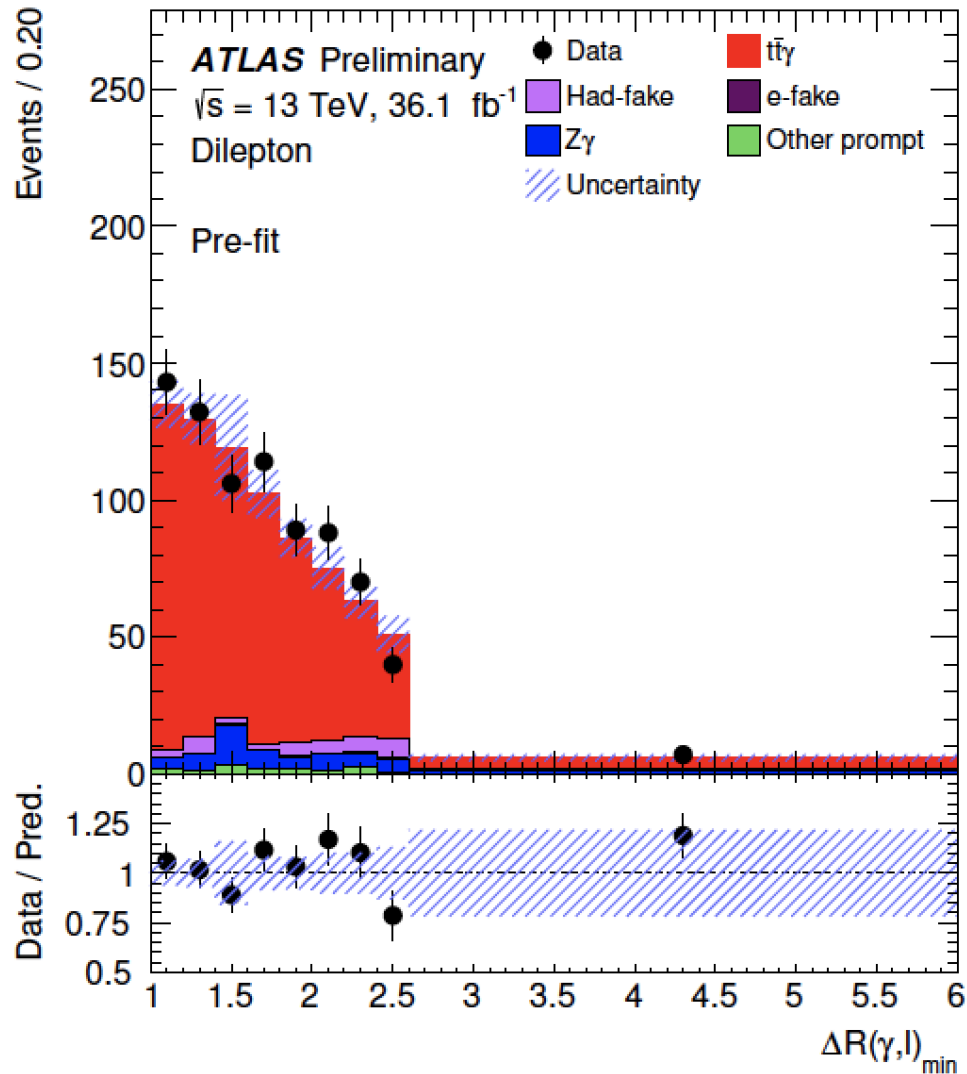 Events / 0.20
250
200
150
100
50
0
ATLAS Preliminary
√s = 13 TeV, 36.1 fb⁻¹
Dilepton
Pre-fit
Data
tt̄γ
Had-fake
e-fake
Zγ
Other prompt
Uncertainty
Data / Pred.
1.25
1
0.75
0.5
1 1.5 2 2.5 3 3.5 4 4.5 5 5.5 6
ΔR(γ,l)min